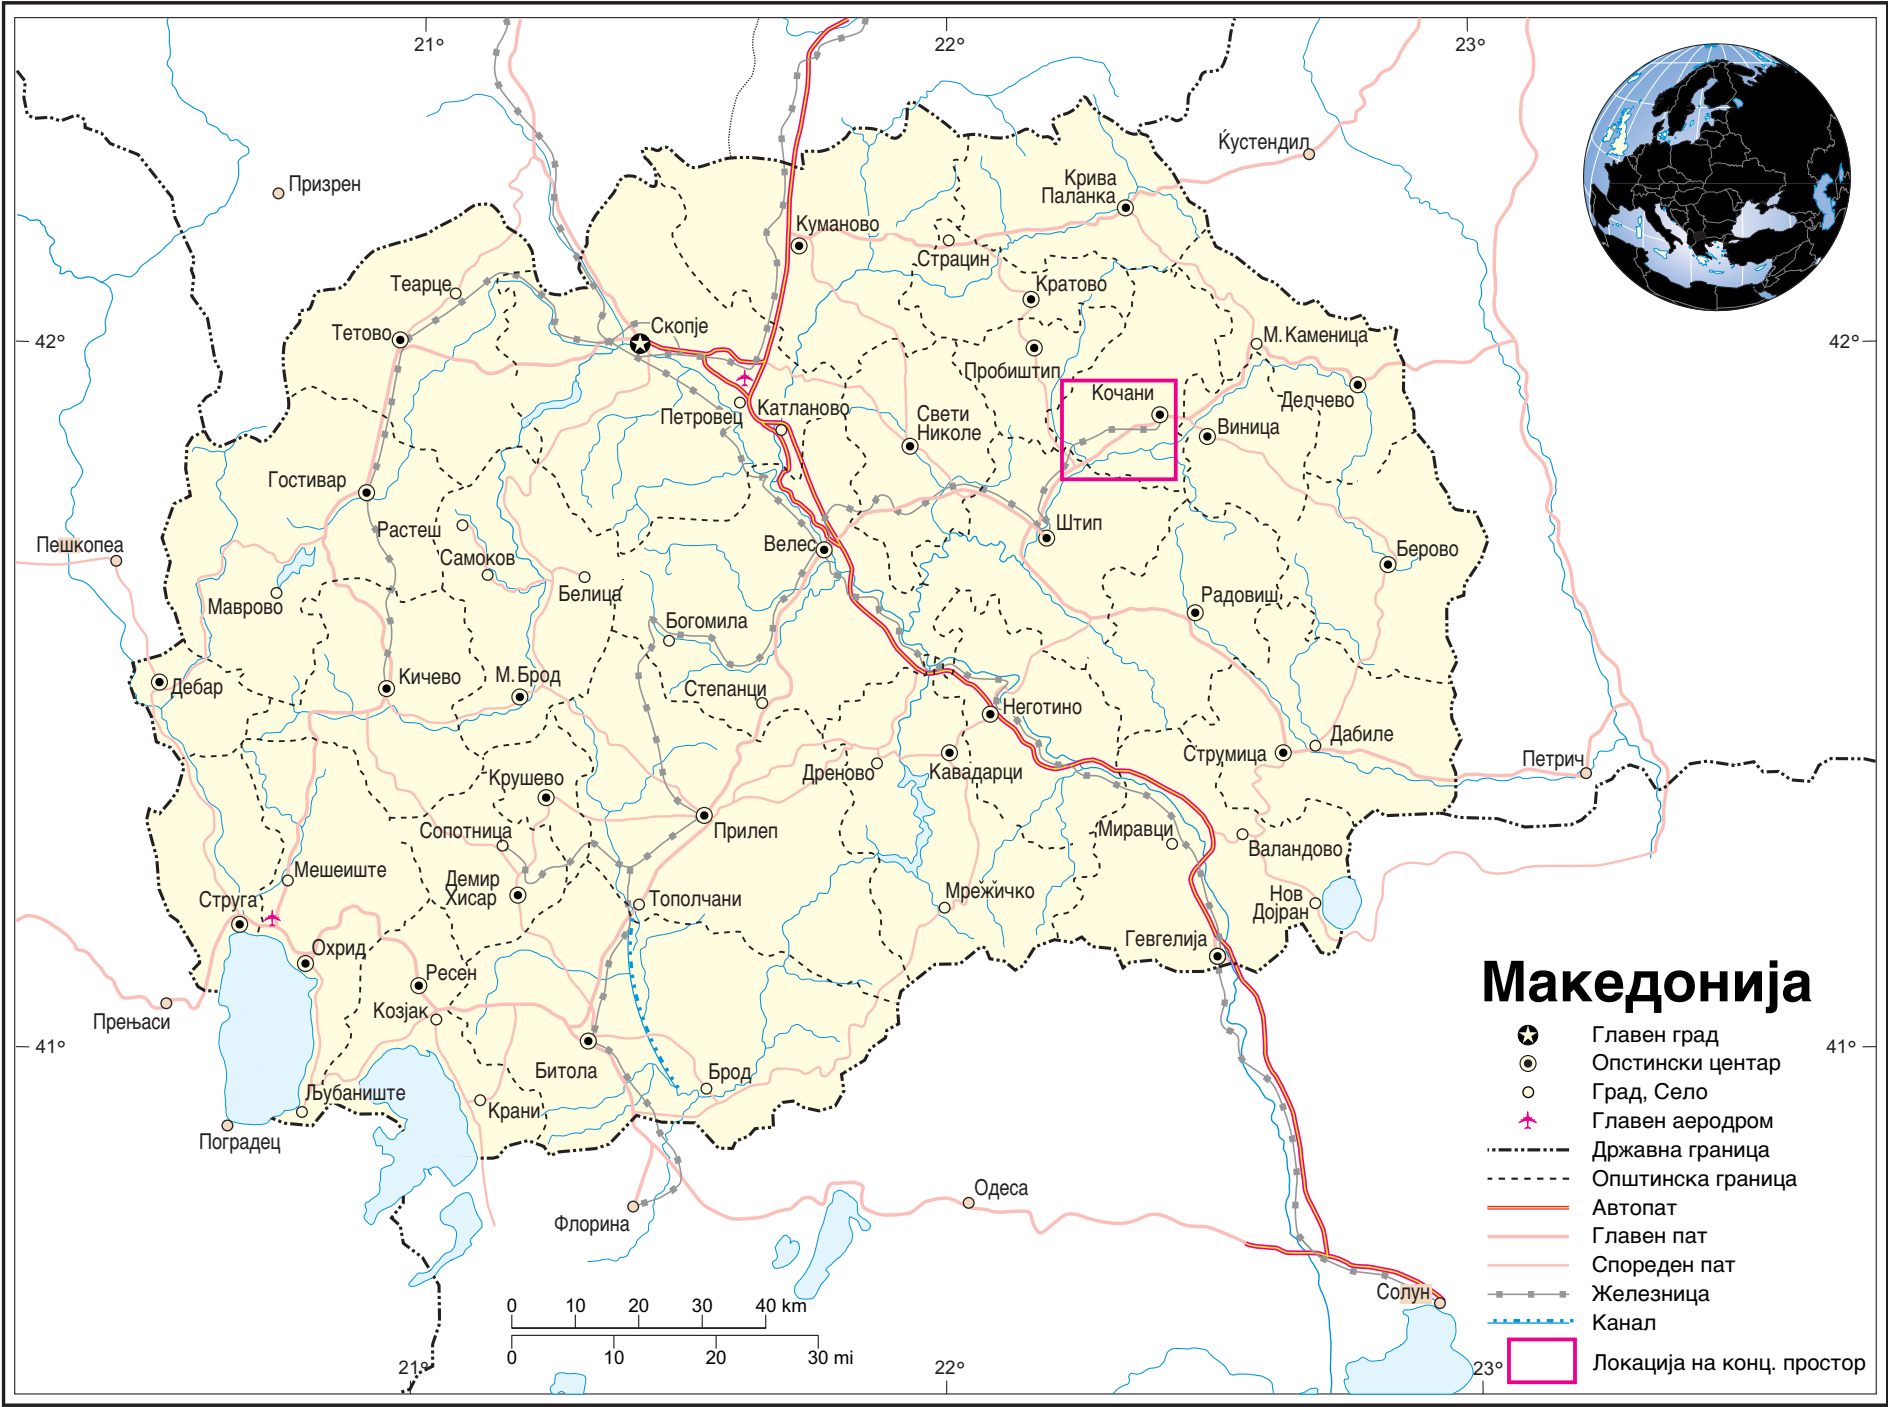 21°
22°
23°
Ќустендил
Призрен
Крива
Паланка
Куманово
Страцин
Теарце
Кратово
Скопје
Тетово
М.Каменица
42°
42°
Пробиштип
Кочани
Делчево
Петровец
Катланово
Свети
Николе
Виница
Гостивар
Растеш
Штип
Пешкопеа
Велес
Берово
Самоков
Белица
Маврово
Радовиш
Богомила
Дебар
Кичево
М.Брод
Степанци
Неготино
Дабиле
Струмица
Петрич
Дреново
Кавадарци
Крушево
Сопотница
Прилеп
Миравци
Валандово
Мешеиште
Демир
Хисар
Мрежичко
Нов
Дојран
Струга
Тополчани
Охрид
Гевгелија
Ресен
Козјак
Прењаси
41°
41°
Битола
Брод
Љубаниште
Крани
Поградец
Одеса
Флорина
Солун
Македонија
Главен град
Опстински центар
Град, Село
Главен аеродром
Државна граница
Општинска граница
Автопат
Главен пат
Спореден пат
Железница
Канал
Локација на конц. простор
0 10 20 30 40 km
0 10 20 30 mi
21°
22°
23°